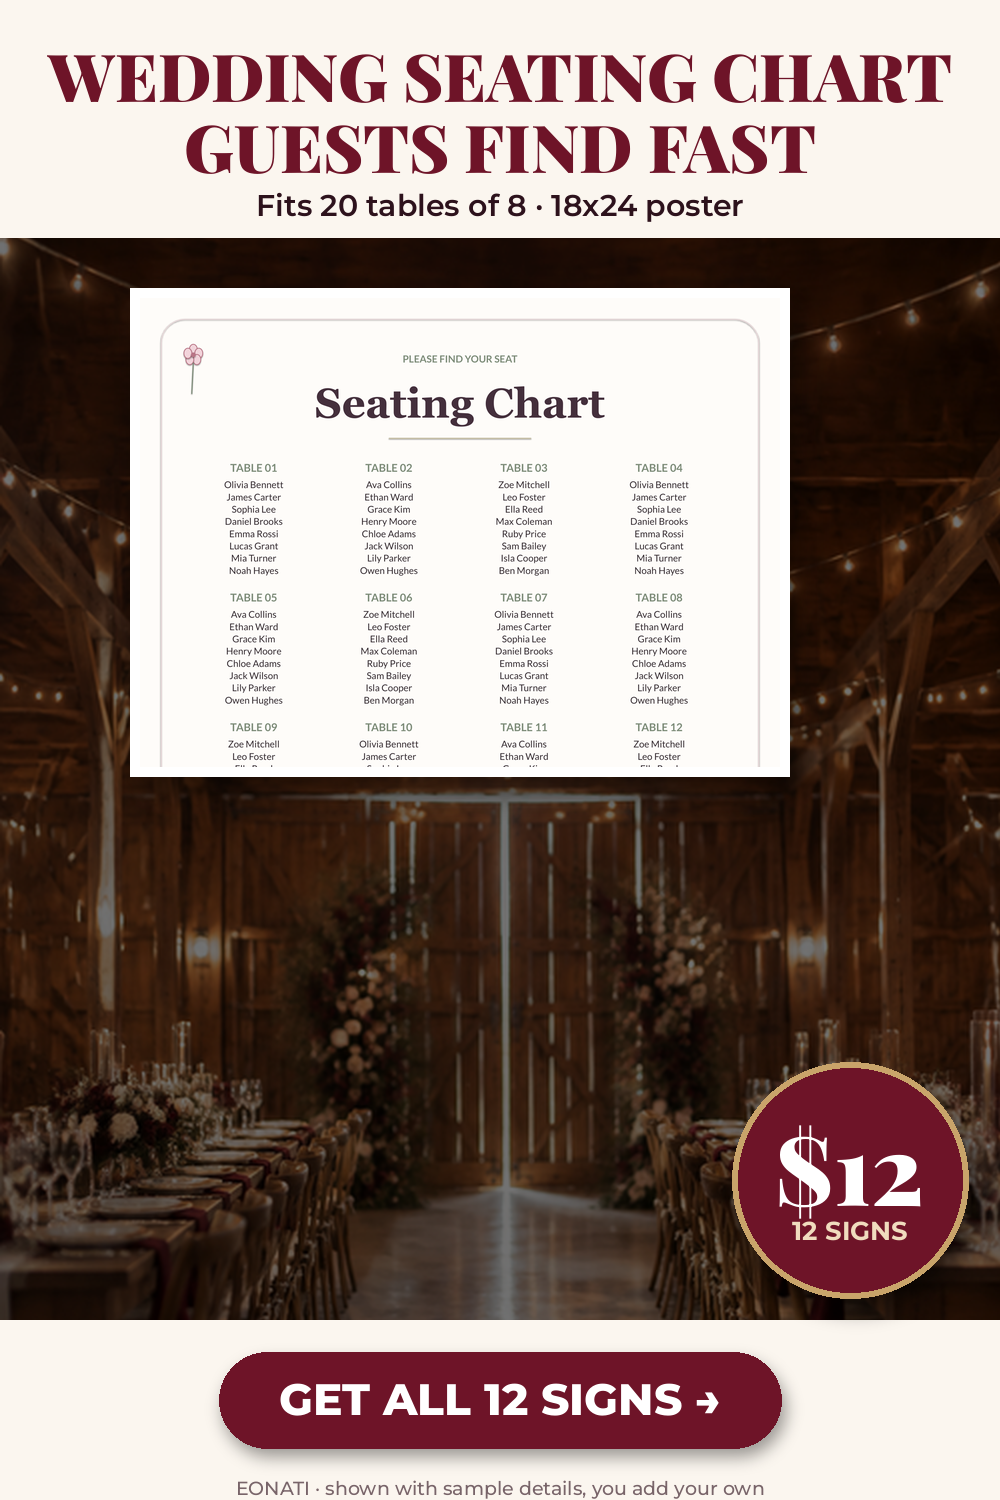 WEDDING SEATING CHART
GUESTS FIND FAST
Fits 20 tables of 8 · 18x24 poster
PLEASE FIND YOUR SEAT
Seating Chart
TABLE 01
Olivia Bennett
James Carter
Sophia Lee
Daniel Brooks
Emma Rossi
Lucas Grant
Mia Turner
Noah Hayes
TABLE 02
Ava Collins
Ethan Ward
Grace Kim
Henry Moore
Chloe Adams
Jack Wilson
Lily Parker
Owen Hughes
TABLE 03
Zoe Mitchell
Leo Foster
Ella Reed
Max Coleman
Ruby Price
Sam Bailey
Isla Cooper
Ben Morgan
TABLE 04
Olivia Bennett
James Carter
Sophia Lee
Daniel Brooks
Emma Rossi
Lucas Grant
Mia Turner
Noah Hayes
TABLE 05
Ava Collins
Ethan Ward
Grace Kim
Henry Moore
Chloe Adams
Jack Wilson
Lily Parker
Owen Hughes
TABLE 06
Zoe Mitchell
Leo Foster
Ella Reed
Max Coleman
Ruby Price
Sam Bailey
Isla Cooper
Ben Morgan
TABLE 07
Olivia Bennett
James Carter
Sophia Lee
Daniel Brooks
Emma Rossi
Lucas Grant
Mia Turner
Noah Hayes
TABLE 08
Ava Collins
Ethan Ward
Grace Kim
Henry Moore
Chloe Adams
Jack Wilson
Lily Parker
Owen Hughes
TABLE 09
Zoe Mitchell
Leo Foster
TABLE 10
Olivia Bennett
James Carter
TABLE 11
Ava Collins
Ethan Ward
TABLE 12
Zoe Mitchell
Leo Foster
$12
12 SIGNS
GET ALL 12 SIGNS →
EONATI · shown with sample details, you add your own